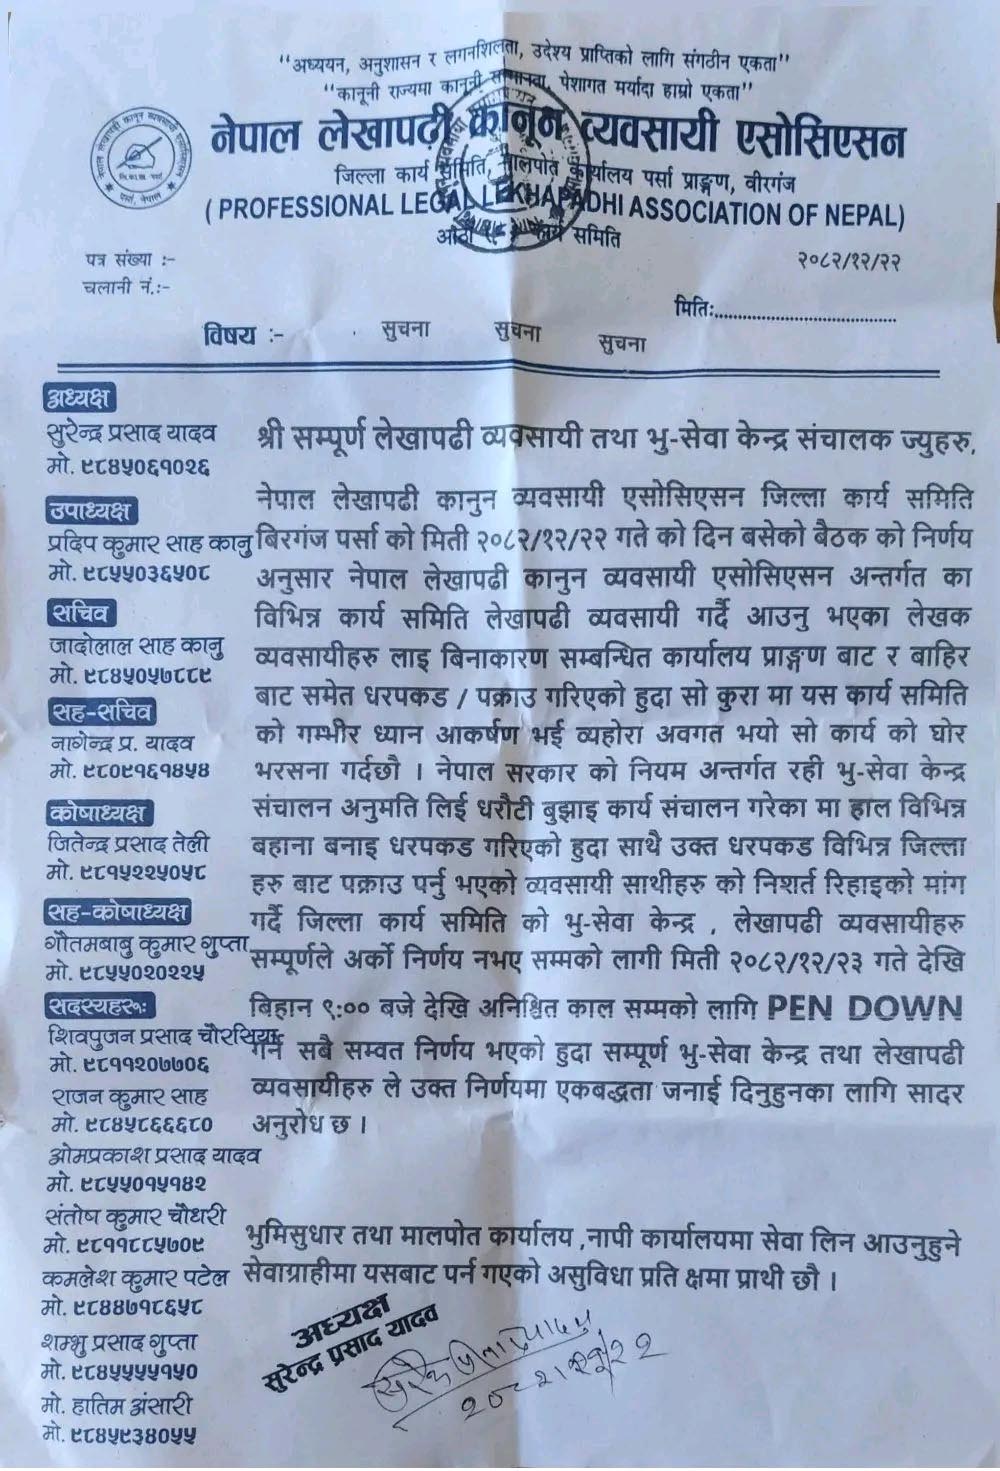 “अध्ययन, अनुशासन र लगनशिलता, उदेश्य प्राप्तिको लागि संगठीन एकता”
“कानूनी राज्यमा कानूनी सामानता, पेशागत मर्यादा हाम्रो एकता”
नेपाल लेखापढी कानून व्यवसायी एसोसिएसन
जिल्ला कार्य समिति, मालपोत कार्यालय पर्सा प्राङ्गण, वीरगंज
( PROFESSIONAL LEGAL LEKHAPADHI ASSOCIATION OF NEPAL)
कार्य समिति
पत्र संख्या :-
२०८२/१२/२२
चलानी नं.:-
मितिः....................................
विषय :- सुचना सुचना सुचना
अध्यक्ष
सुरेन्द्र प्रसाद यादव
मो. ९८४५०६१०२६
उपाध्यक्ष
प्रदिप कुमार साह कानु
मो. ९८५५०३६५०८
सचिव
जादोलाल साह कानु
मो. ९८४५०५७८८९
सह-सचिव
नागेन्द्र प्र. यादव
मो. ९८०९१६१४५४
कोषाध्यक्ष
जितेन्द्र प्रसाद तेली
मो. ९८१५२२५०५८
सह-कोषाध्यक्ष
गौतमबाबु कुमार गुप्ता
मो. ९८५५०२०२२५
सदस्यहरूः
शिवपुजन प्रसाद चौरसिया
मो. ९८११२०७७०६
राजन कुमार साह
मो. ९८४५८६६६८०
ओमप्रकाश प्रसाद यादव
मो. ९८५५०१५१४२
संतोष कुमार चौधरी
मो. ९८११८८५७०९
कमलेश कुमार पटेल
मो. ९८४४७१८६५८
शम्भु प्रसाद गुप्ता
मो. ९८४५५५५१५०
मो. हातिम अंसारी
मो. ९८४५९३४०५५
श्री सम्पूर्ण लेखापढी व्यवसायी तथा भु-सेवा केन्द्र संचालक ज्युहरु,
नेपाल लेखापढी कानुन व्यवसायी एसोसिएसन जिल्ला कार्य समिति
बिरगंज पर्सा को मिती २०८२/१२/२२ गते को दिन बसेको बैठक को निर्णय
अनुसार नेपाल लेखापढी कानुन व्यवसायी एसोसिएसन अन्तर्गत का
विभिन्न कार्य समिति लेखापढी व्यवसायी गर्दै आउनु भएका लेखक
व्यवसायीहरु लाइ बिनाकारण सम्बन्धित कार्यालय प्राङ्गण बाट र बाहिर
बाट समेत धरपकड / पक्राउ गरिएको हुदा सो कुरा मा यस कार्य समिति
को गम्भीर ध्यान आकर्षण भई व्यहोरा अवगत भयो सो कार्य को घोर
भरसना गर्दछौ । नेपाल सरकार को नियम अन्तर्गत रही भु-सेवा केन्द्र
संचालन अनुमति लिई धरौटी बुझाइ कार्य संचालन गरेका मा हाल विभिन्न
बहाना बनाइ धरपकड गरिएको हुदा साथै उक्त धरपकड विभिन्न जिल्ला
हरु बाट पक्राउ पर्नु भएको व्यवसायी साथीहरु को निशर्त रिहाइको मांग
गर्दै जिल्ला कार्य समिति को भु-सेवा केन्द्र , लेखापढी व्यवसायीहरु
सम्पूर्णले अर्को निर्णय नभए सम्मको लागी मिती २०८२/१२/२३ गते देखि
बिहान ९:०० बजे देखि अनिश्चित काल सम्मको लागि PEN DOWN
गर्ने सबै सम्वत निर्णय भएको हुदा सम्पूर्ण भु-सेवा केन्द्र तथा लेखापढी
व्यवसायीहरु ले उक्त निर्णयमा एकबद्धता जनाई दिनुहुनका लागि सादर
अनुरोध छ ।
भुमिसुधार तथा मालपोत कार्यालय ,नापी कार्यालयमा सेवा लिन आउनुहुने
सेवाग्राहीमा यसबाट पर्न गएको असुविधा प्रति क्षमा प्रार्थी छौ ।
अध्यक्ष
सुरेन्द्र प्रसाद यादव